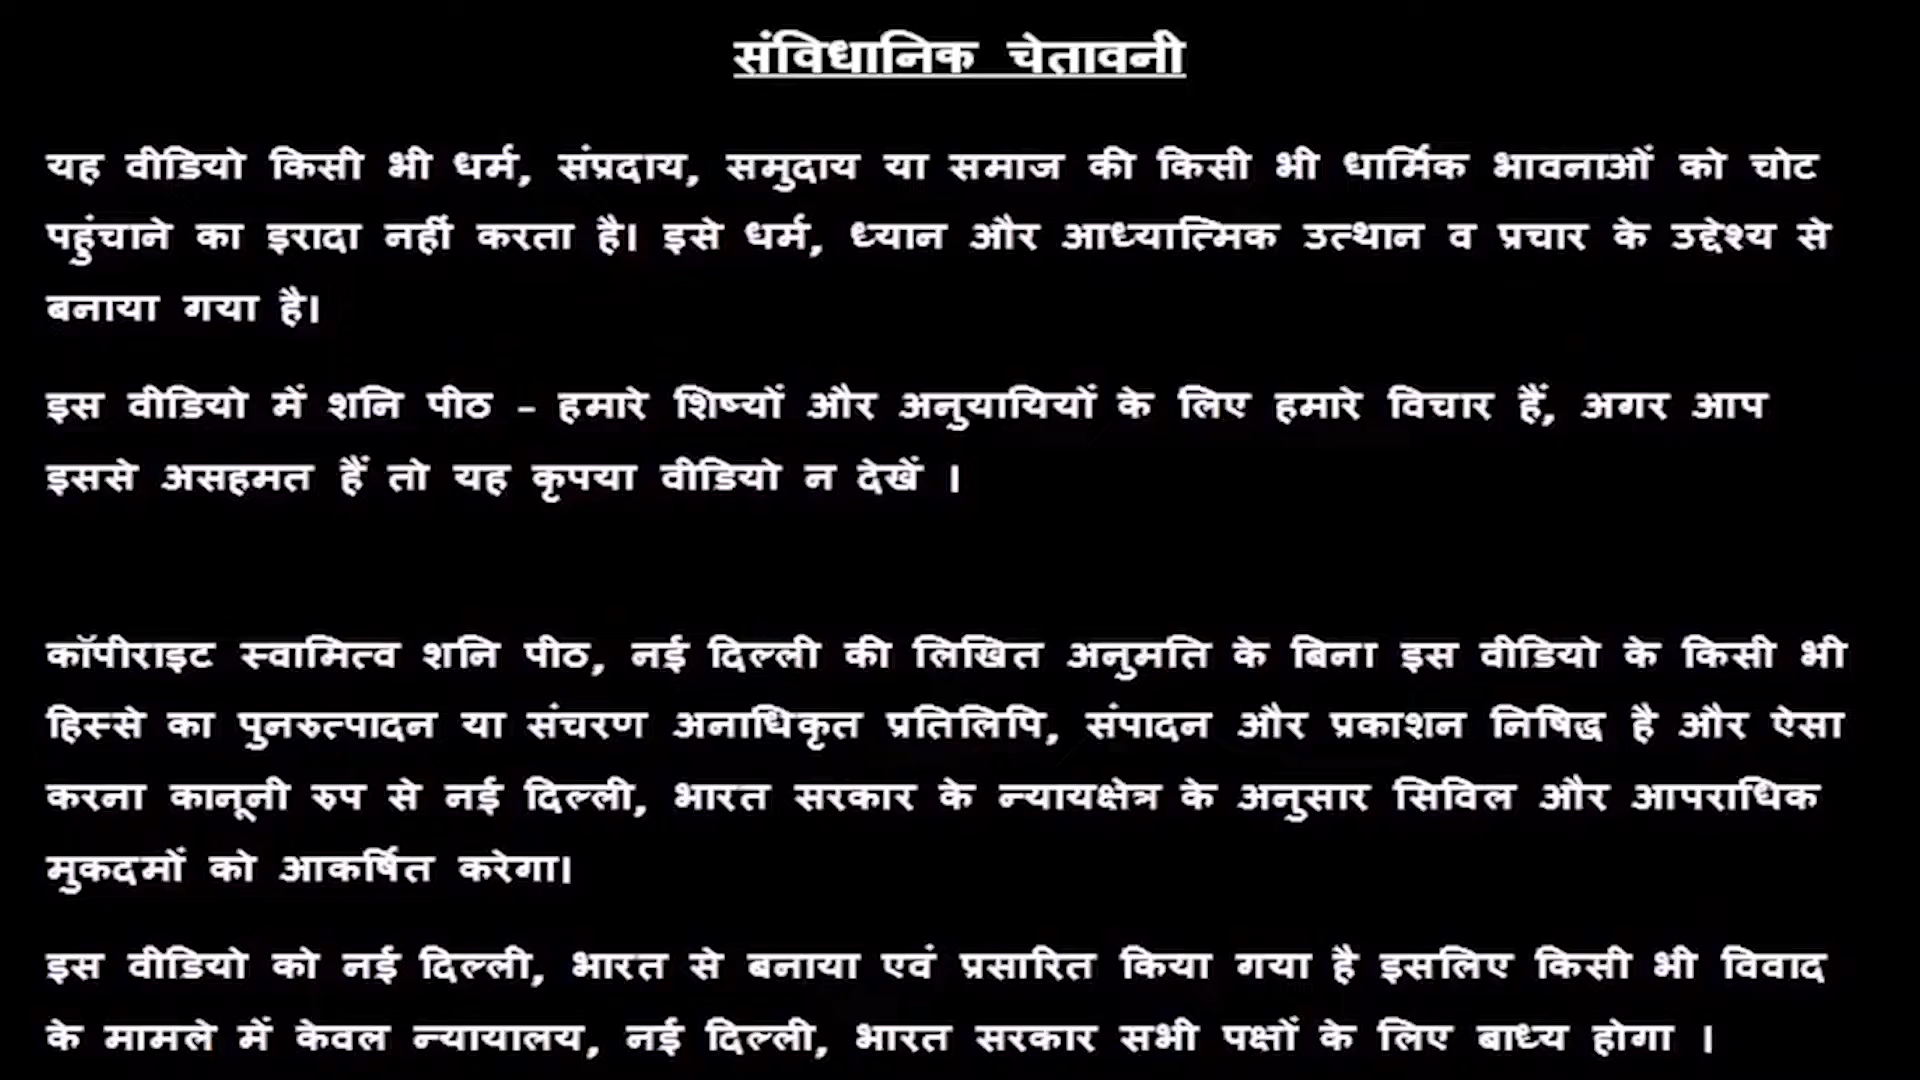 संविधानिक चेतावनी
यह वीडियो किसी भी धर्म, संप्रदाय, समुदाय या समाज की किसी भी धार्मिक भावनाओं को चोट
पहुंचाने का इरादा नहीं करता है। इसे धर्म, ध्यान और आध्यात्मिक उत्थान व प्रचार के उद्देश्य से
बनाया गया है।
इस वीडियो में शनि पीठ – हमारे शिष्यों और अनुयायियों के लिए हमारे विचार हैं, अगर आप
इससे असहमत हैं तो यह कृपया वीडियो न देखें ।
कॉपीराइट स्वामित्व शनि पीठ, नई दिल्ली की लिखित अनुमति के बिना इस वीडियो के किसी भी
हिस्से का पुनरुत्पादन या संचरण अनाधिकृत प्रतिलिपि, संपादन और प्रकाशन निषिद्ध है और ऐसा
करना कानूनी रुप से नई दिल्ली, भारत सरकार के न्यायक्षेत्र के अनुसार सिविल और आपराधिक
मुकदमों को आकर्षित करेगा।
इस वीडियो को नई दिल्ली, भारत से बनाया एवं प्रसारित किया गया है इसलिए किसी भी विवाद
के मामले में केवल न्यायालय, नई दिल्ली, भारत सरकार सभी पक्षों के लिए बाध्य होगा ।